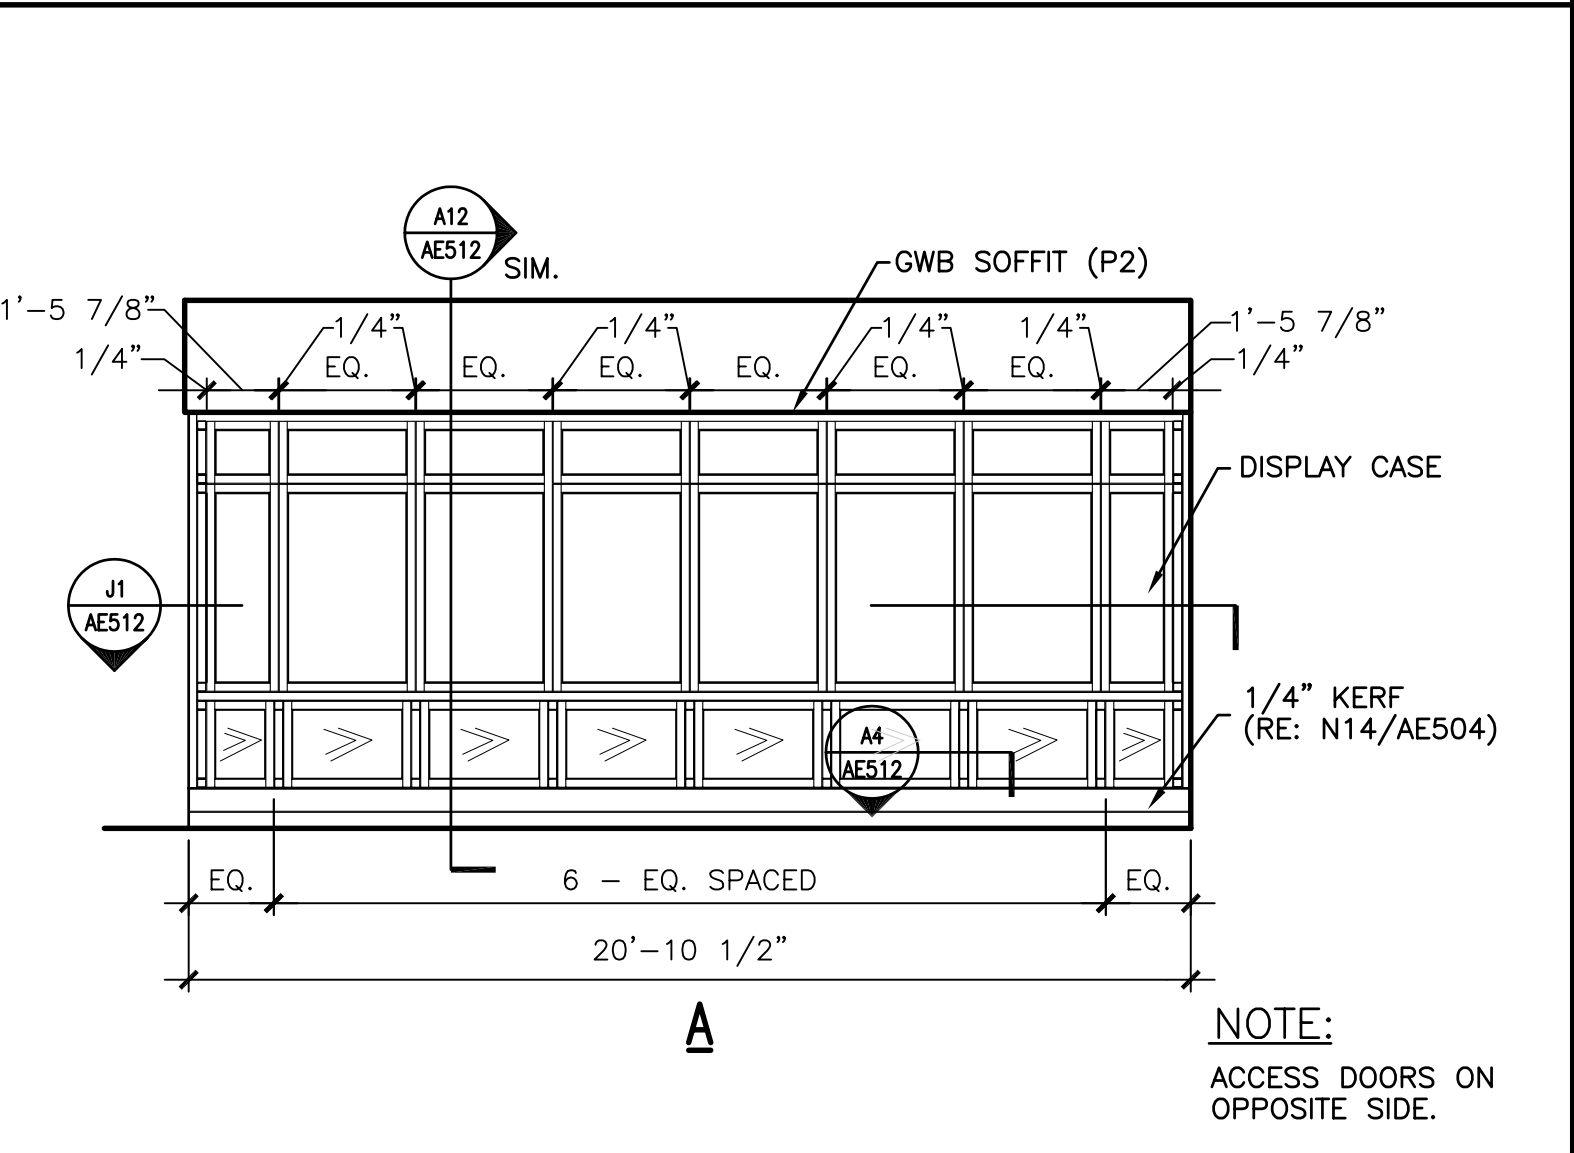 A12
AE512
SIM.
GWB SOFFIT (P2)
1'-5 7/8"
1/4"
1/4"
1/4"
1/4"
1/4"
1'-5 7/8"
1/4"
EQ.
EQ.
EQ.
EQ.
EQ.
EQ.
DISPLAY CASE
J1
AE512
1/4" KERF
(RE: N14/AE504)
A4
AE512
EQ.
6 - EQ. SPACED
EQ.
20'-10 1/2"
A
NOTE:
ACCESS DOORS ON
OPPOSITE SIDE.